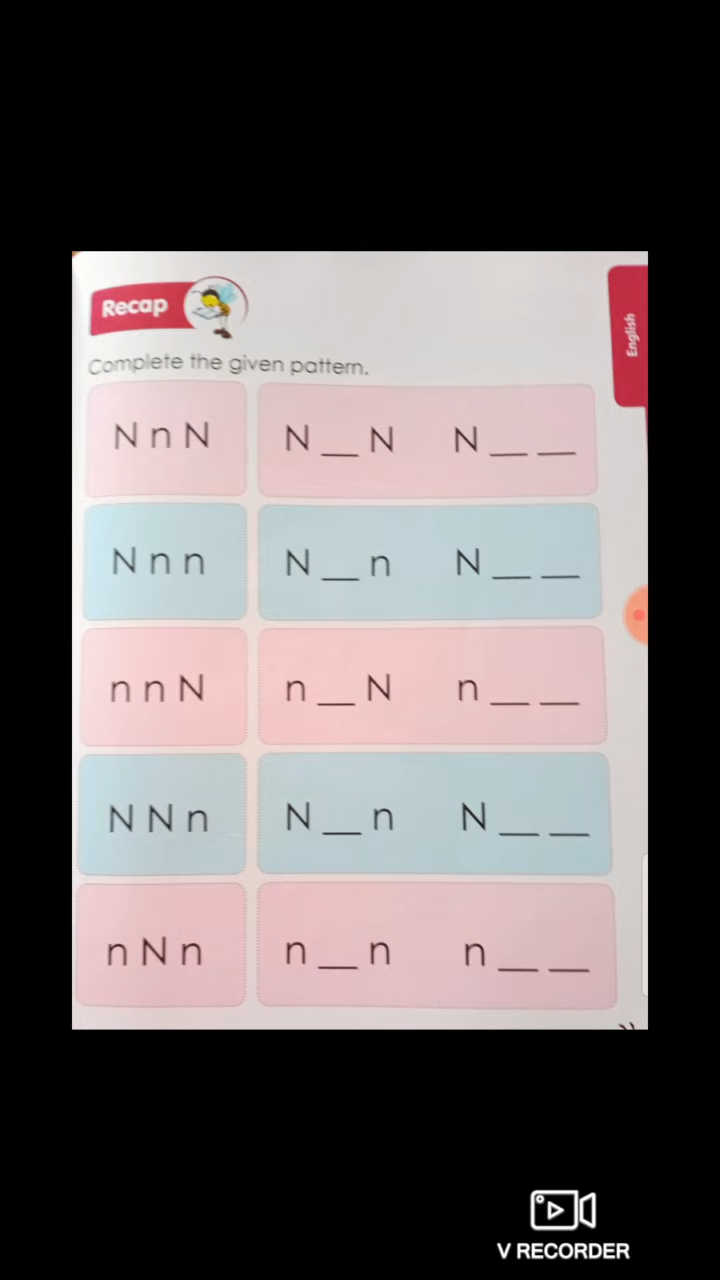 Recap
English
Complete the given pattern.
N n N N __ N N __ __
N n n N __ n N __ __
n n N n __ N n __ __
N N n N __ n N __ __
n N n n __ n n __ __
V RECORDER